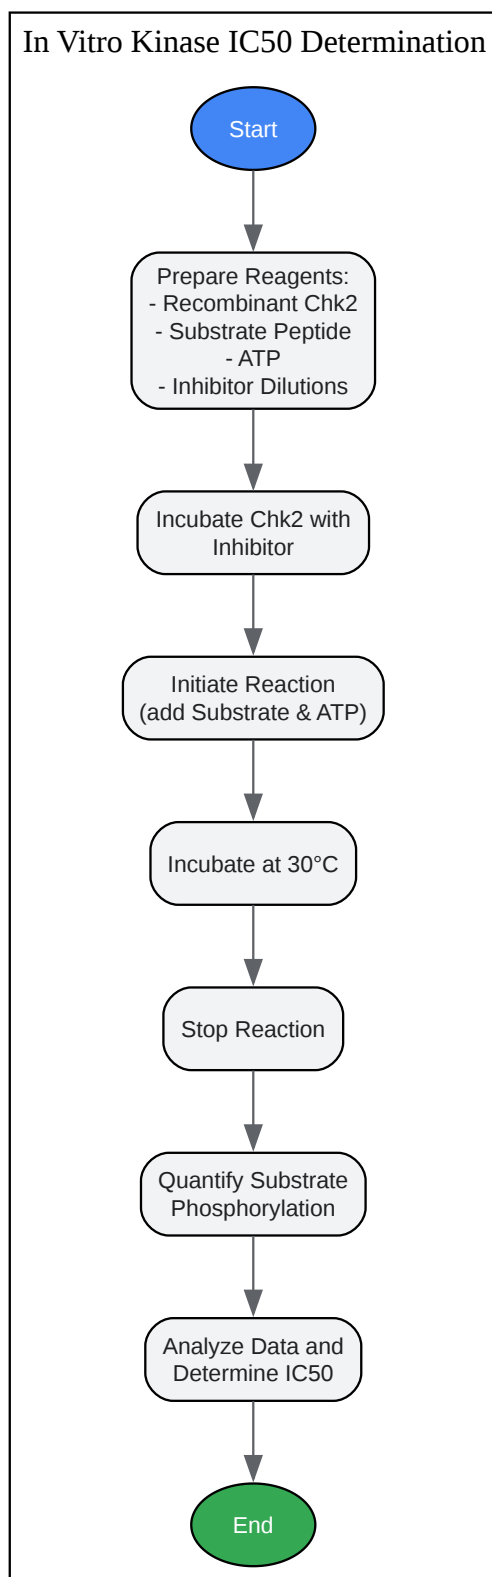 In Vitro Kinase IC50 Determination
Start
Prepare Reagents:
- Recombinant Chk2
- Substrate Peptide
- ATP
- Inhibitor Dilutions
Incubate Chk2 with
Inhibitor
Initiate Reaction
(add Substrate & ATP)
Incubate at 30°C
Stop Reaction
Quantify Substrate
Phosphorylation
Analyze Data and
Determine IC50
End